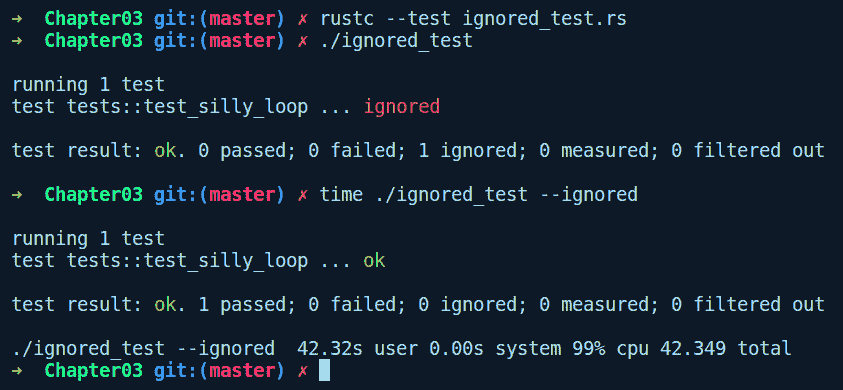 → Chapter03 git:(master) ✗ rustc --test ignored_test.rs
→ Chapter03 git:(master) ✗ ./ignored_test
running 1 test
test tests::test_silly_loop ... ignored
test result: ok. 0 passed; 0 failed; 1 ignored; 0 measured; 0 filtered out
→ Chapter03 git:(master) ✗ time ./ignored_test --ignored
running 1 test
test tests::test_silly_loop ... ok
test result: ok. 1 passed; 0 failed; 0 ignored; 0 measured; 0 filtered out
./ignored_test --ignored  42.32s user 0.00s system 99% cpu 42.349 total
→ Chapter03 git:(master) ✗